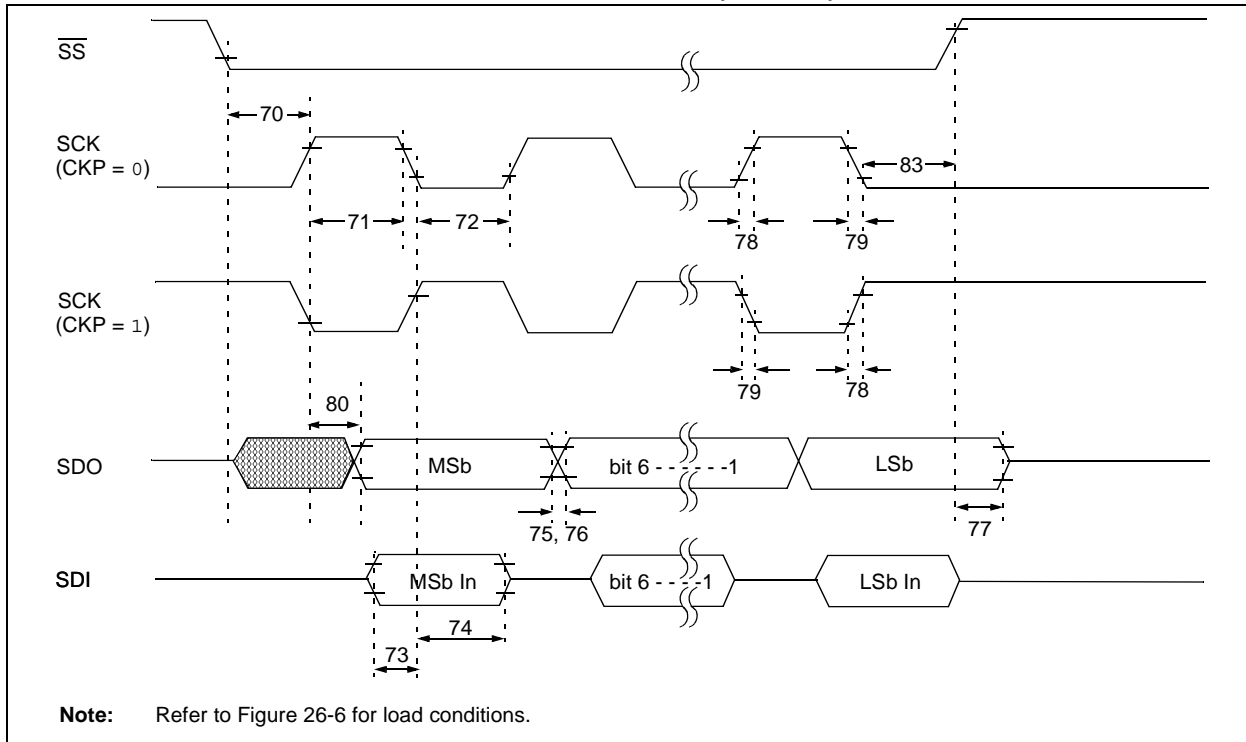 SS
70
SCK
(CKP = 0)
83
71
72
78
79
SCK
(CKP = 1)
79
78
80
SDO
MSb
bit 6 - - - - - -1
LSb
75, 76
77
SDI
MSb In
bit 6 - - - -1
LSb In
74
73
Note: Refer to Figure 26-6 for load conditions.